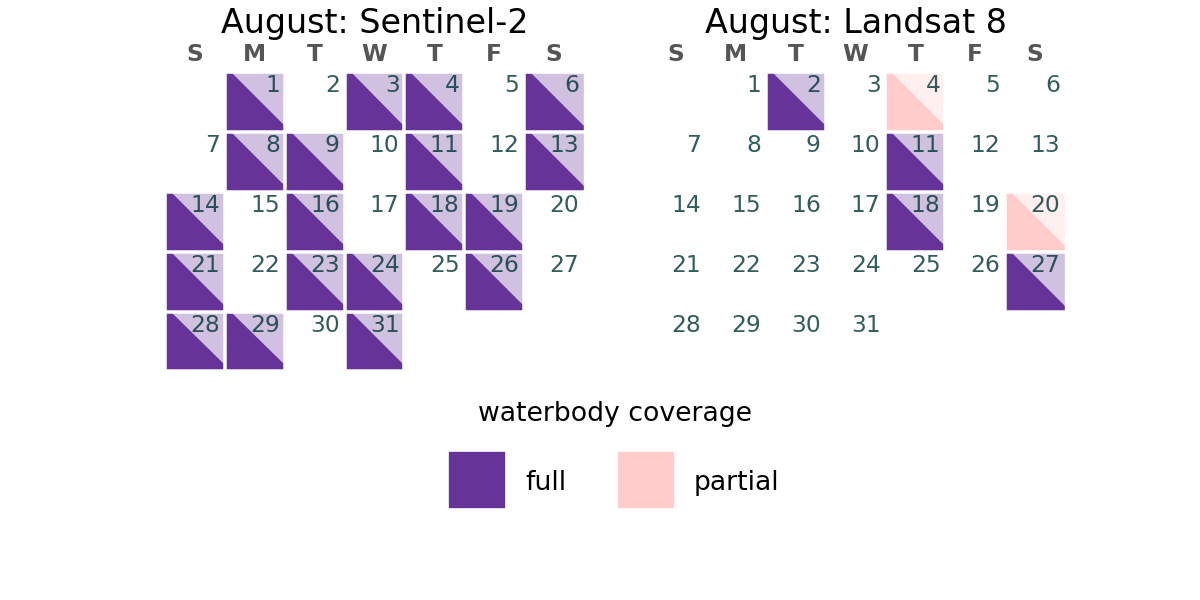 August: Sentinel-2
S M T W T F S
1 2 3 4 5 6
7 8 9 10 11 12 13
14 15 16 17 18 19 20
21 22 23 24 25 26 27
28 29 30 31
August: Landsat 8
S M T W T F S
1 2 3 4 5 6
7 8 9 10 11 12 13
14 15 16 17 18 19 20
21 22 23 24 25 26 27
28 29 30 31
waterbody coverage
full partial